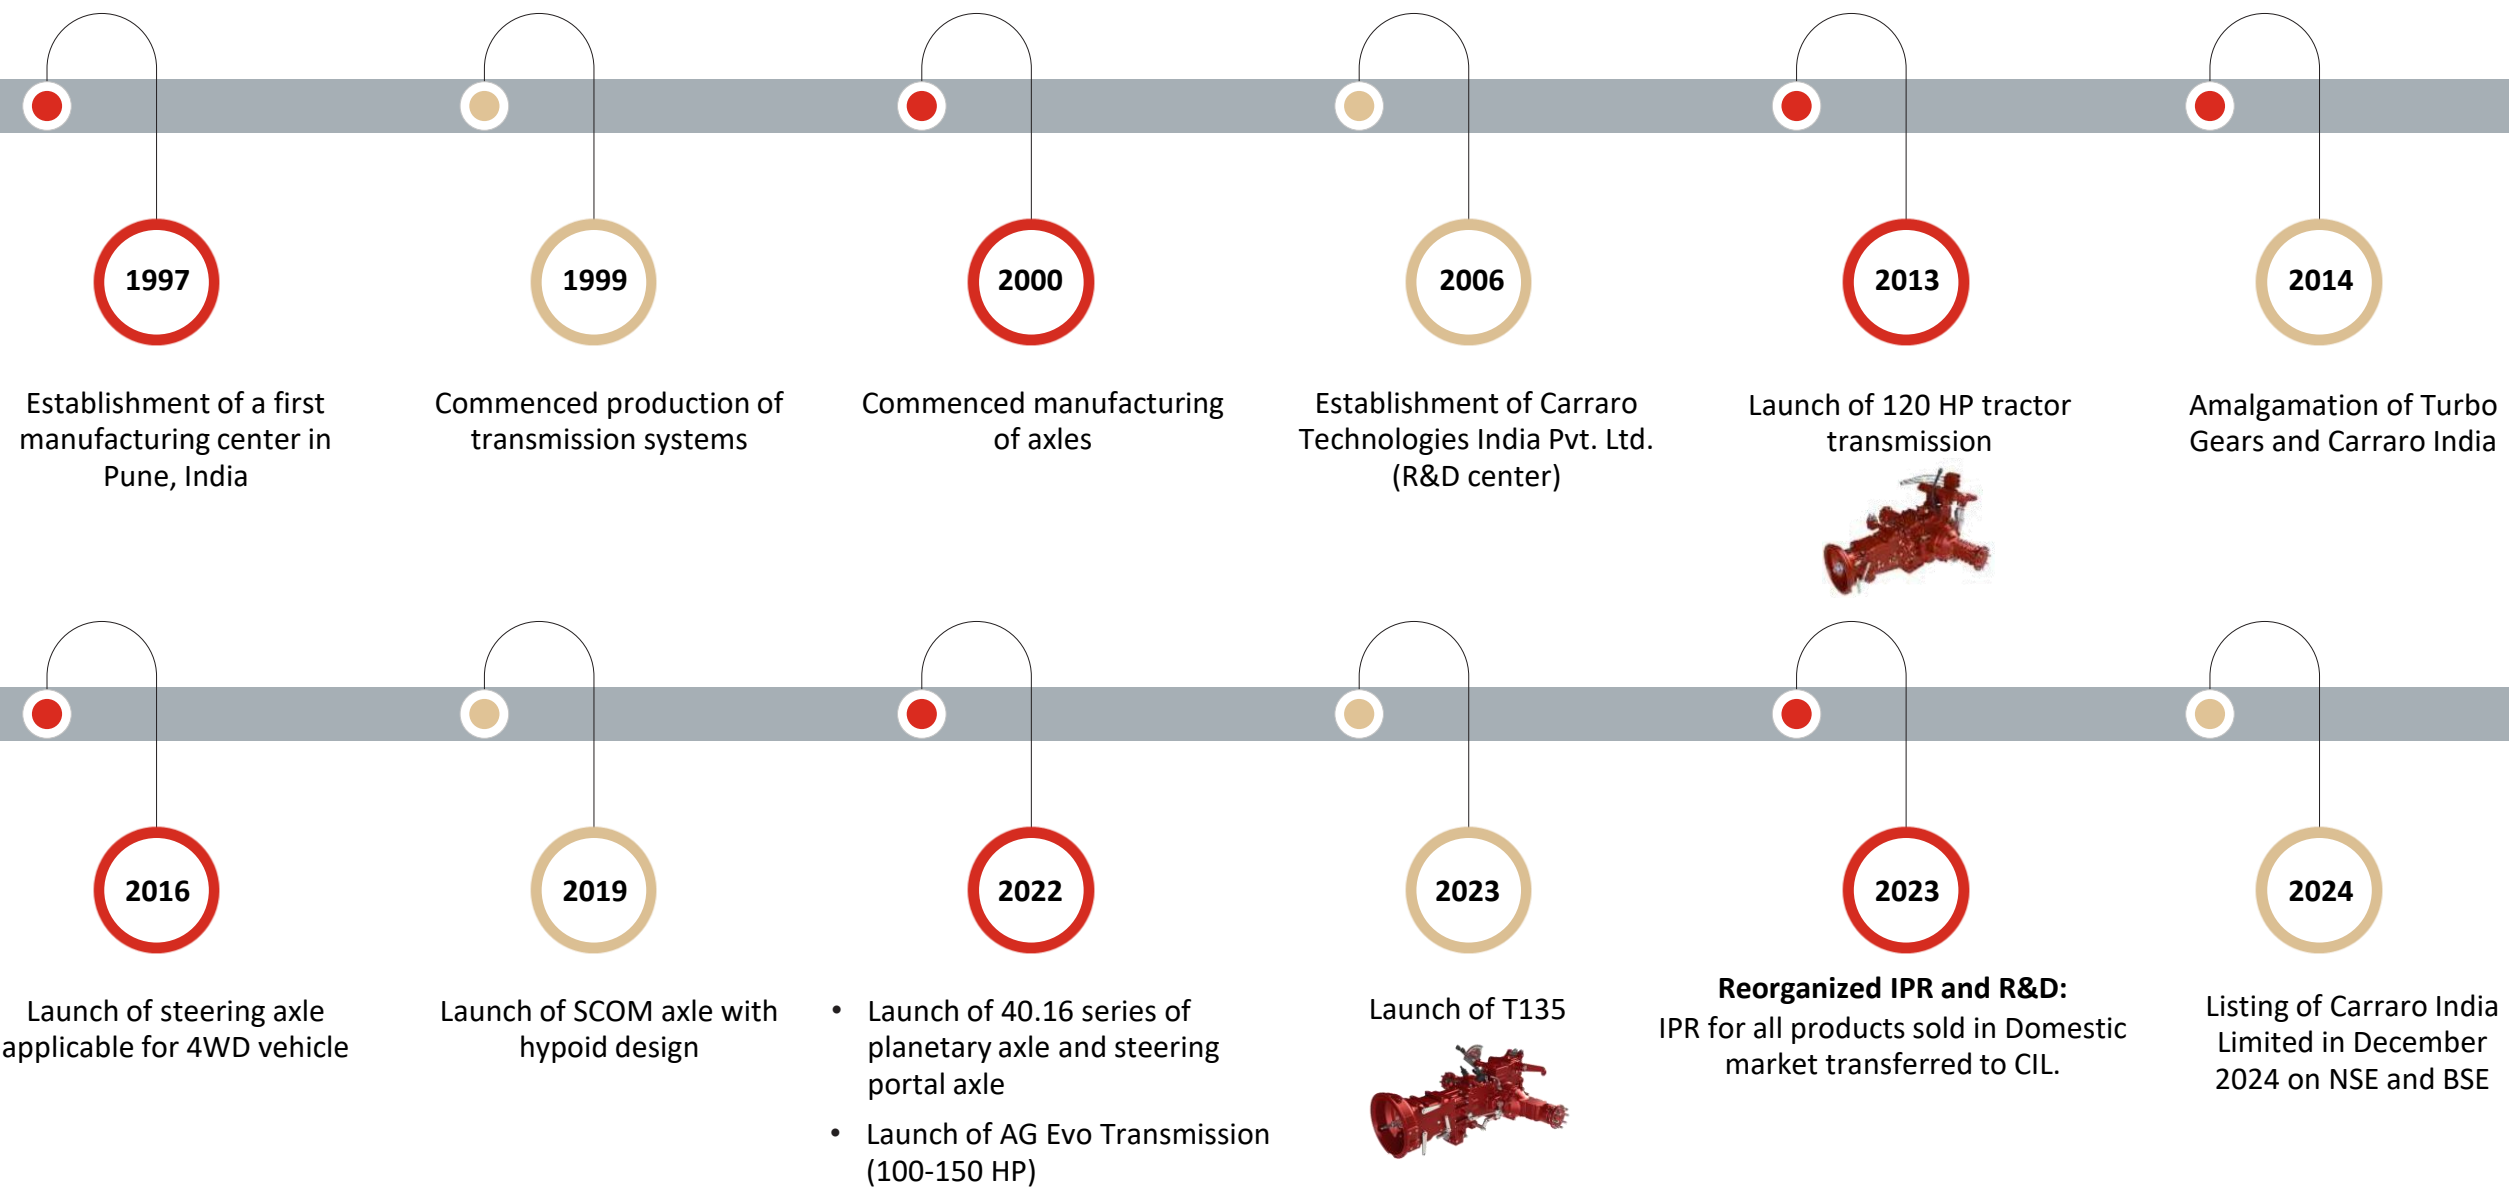 1997
Establishment of a first
manufacturing center in
Pune, India
1999
Commenced production of
transmission systems
2000
Commenced manufacturing
of axles
2006
Establishment of Carraro
Technologies India Pvt. Ltd.
(R&D center)
2013
Launch of 120 HP tractor
transmission
2014
Amalgamation of Turbo
Gears and Carraro India
2016
Launch of steering axle
applicable for 4WD vehicle
2019
Launch of SCOM axle with
hypoid design
2022
• Launch of 40.16 series of
planetary axle and steering
portal axle
• Launch of AG Evo Transmission
(100-150 HP)
2023
Launch of T135
2023
Reorganized IPR and R&D:
IPR for all products sold in Domestic
market transferred to CIL.
2024
Listing of Carraro India
Limited in December
2024 on NSE and BSE